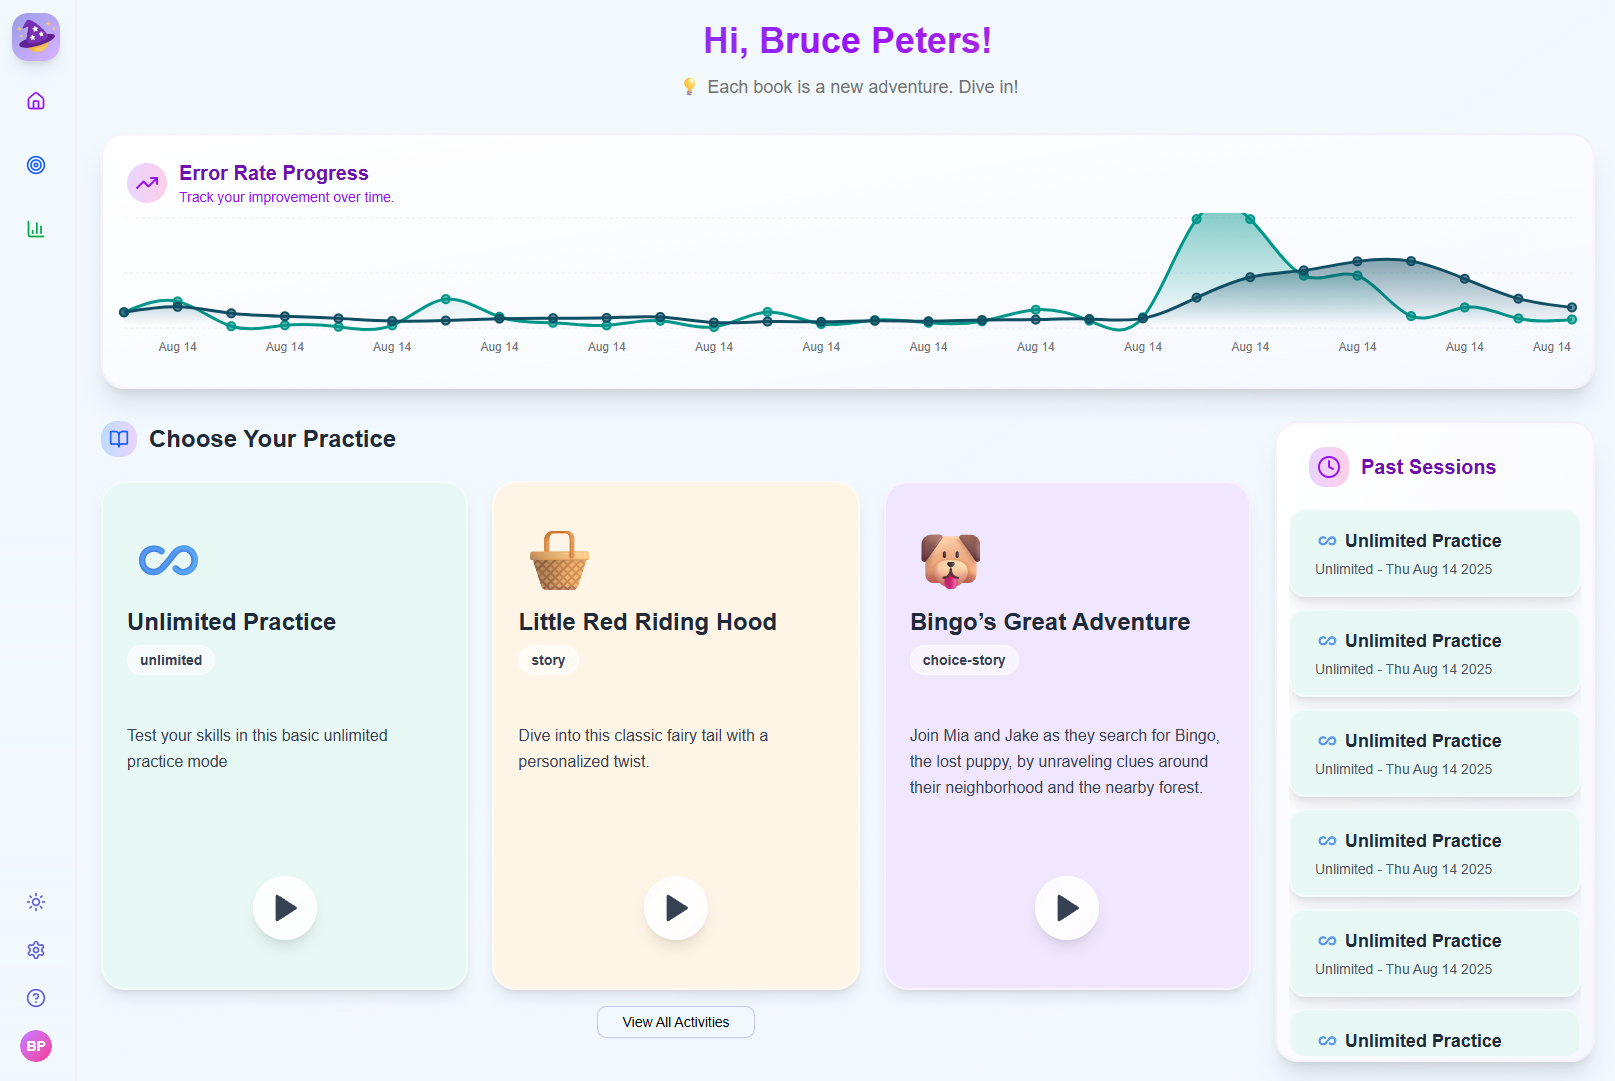 Hi, Bruce Peters!
Each book is a new adventure. Dive in!
Error Rate Progress
Track your improvement over time.
Aug 14 Aug 14 Aug 14 Aug 14 Aug 14 Aug 14 Aug 14 Aug 14 Aug 14 Aug 14 Aug 14 Aug 14 Aug 14 Aug 14
Choose Your Practice
Unlimited Practice
unlimited
Test your skills in this basic unlimited
practice mode
Little Red Riding Hood
story
Dive into this classic fairy tail with a
personalized twist.
Bingo’s Great Adventure
choice-story
Join Mia and Jake as they search for Bingo,
the lost puppy, by unraveling clues around
their neighborhood and the nearby forest.
View All Activities
Past Sessions
Unlimited Practice
Unlimited - Thu Aug 14 2025
Unlimited Practice
Unlimited - Thu Aug 14 2025
Unlimited Practice
Unlimited - Thu Aug 14 2025
Unlimited Practice
Unlimited - Thu Aug 14 2025
Unlimited Practice
Unlimited - Thu Aug 14 2025
Unlimited Practice
BP